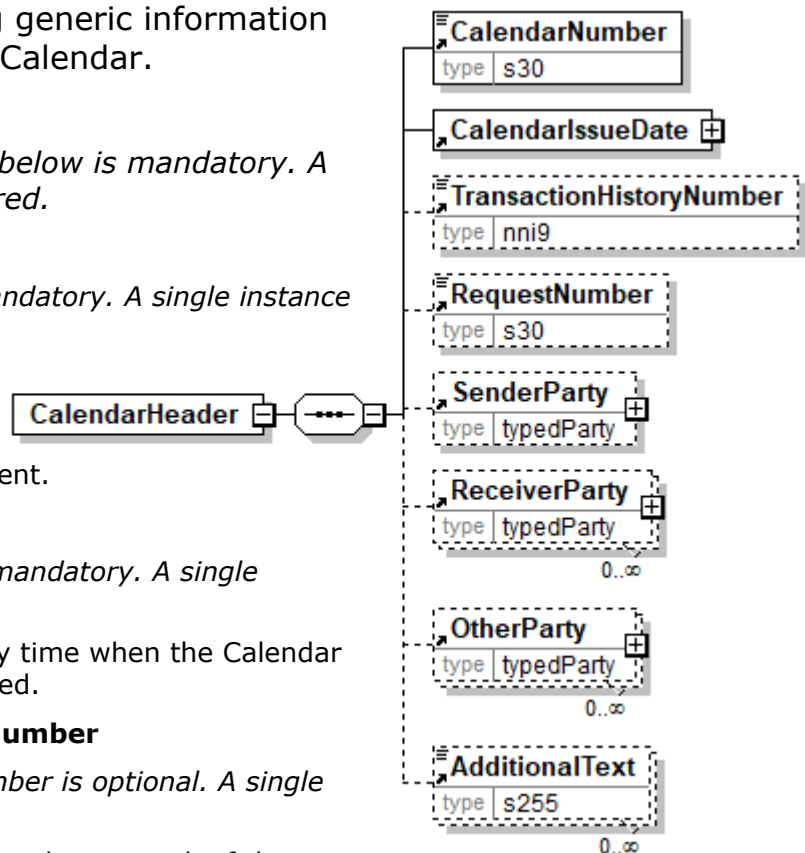 g generic information
Calendar.
below is mandatory. A
red.
andatory. A single instance
ent.
mandatory. A single
y time when the Calendar
ed.
umber
nber is optional. A single
CalendarHeader
CalendarNumber
type s30
CalendarIssueDate
TransactionHistoryNumber
type nni9
RequestNumber
type s30
SenderParty
type typedParty
ReceiverParty
type typedParty
0..∞
OtherParty
type typedParty
0..∞
AdditionalText
type s255
0..∞